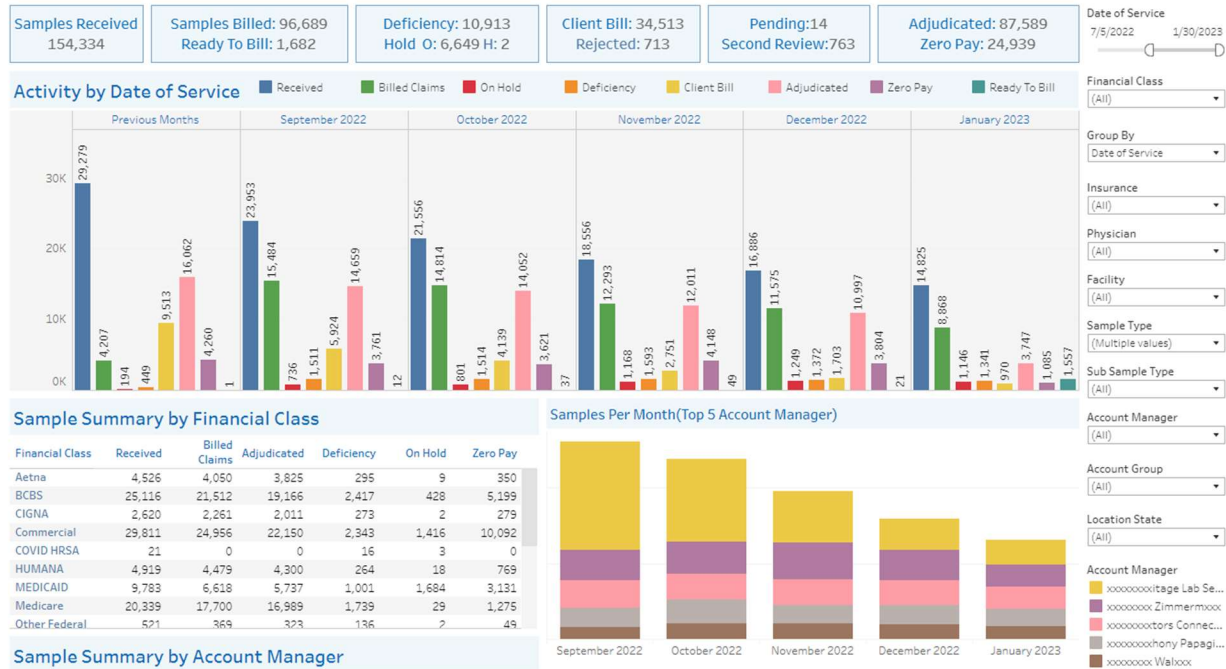 Samples Received
154,334
Samples Billed: 96,689
Ready To Bill: 1,682
Deficiency: 10,913
Hold O: 6,649 H: 2
Client Bill: 34,513
Rejected: 713
Pending:14
Second Review:763
Adjudicated: 87,589
Zero Pay: 24,939
Date of Service
7/5/2022 1/30/2023
Activity by Date of Service
Received Billed Claims On Hold Deficiency Client Bill Adjudicated Zero Pay Ready To Bill
Previous Months September 2022 October 2022 November 2022 December 2022 January 2023
30K
20K
10K
0K
29,279 4,207 194 449 9,513 16,062 4,260 1
23,953 15,484 736 1,511 5,924 14,659 3,761 12
21,556 14,814 801 1,514 4,139 14,052 3,621 37
18,556 12,293 1,168 1,593 2,751 12,011 4,148 49
16,886 11,575 1,249 1,372 1,703 10,997 3,804 21
14,825 8,868 1,146 1,341 970 3,747 1,085 1,557
Financial Class
(All)
Group By
Date of Service
Insurance
(All)
Physician
(All)
Facility
(All)
Sample Type
(Multiple values)
Sub Sample Type
(All)
Account Manager
(All)
Account Group
(All)
Location State
(All)
Sample Summary by Financial Class
Financial Class Received Billed Claims Adjudicated Deficiency On Hold Zero Pay
Aetna 4,526 4,050 3,825 295 9 350
BCBS 25,116 21,512 19,166 2,417 428 5,199
CIGNA 2,620 2,261 2,011 273 2 279
Commercial 29,811 24,956 22,150 2,343 1,416 10,092
COVID HRSA 21 0 0 16 3 0
HUMANA 4,919 4,479 4,300 264 18 769
MEDICAID 9,783 6,618 5,737 1,001 1,684 3,131
Medicare 20,339 17,700 16,989 1,739 29 1,275
Other Federal 521 369 323 136 2 49
Sample Summary by Account Manager
Samples Per Month(Top 5 Account Manager)
September 2022 October 2022 November 2022 December 2022 January 2023
Account Manager
xxxxxxxxitage Lab Se...
xxxxxxxx Zimmermxxx
xxxxxxxxtors Connec...
xxxxxxxxhony Papagi...
xxxxxxxx Walxxx